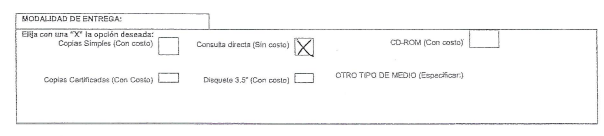 MODALIDAD DE ENTREGA:
Elija con una "X" la opción deseada:
Copias Simples (Con costo) Consulta directa (Sin costo) X CD-ROM (Con costo)
Copias Certificadas (Con Costo) Disquete 3.5" (Con costo) OTRO TIPO DE MEDIO (Especificar:)